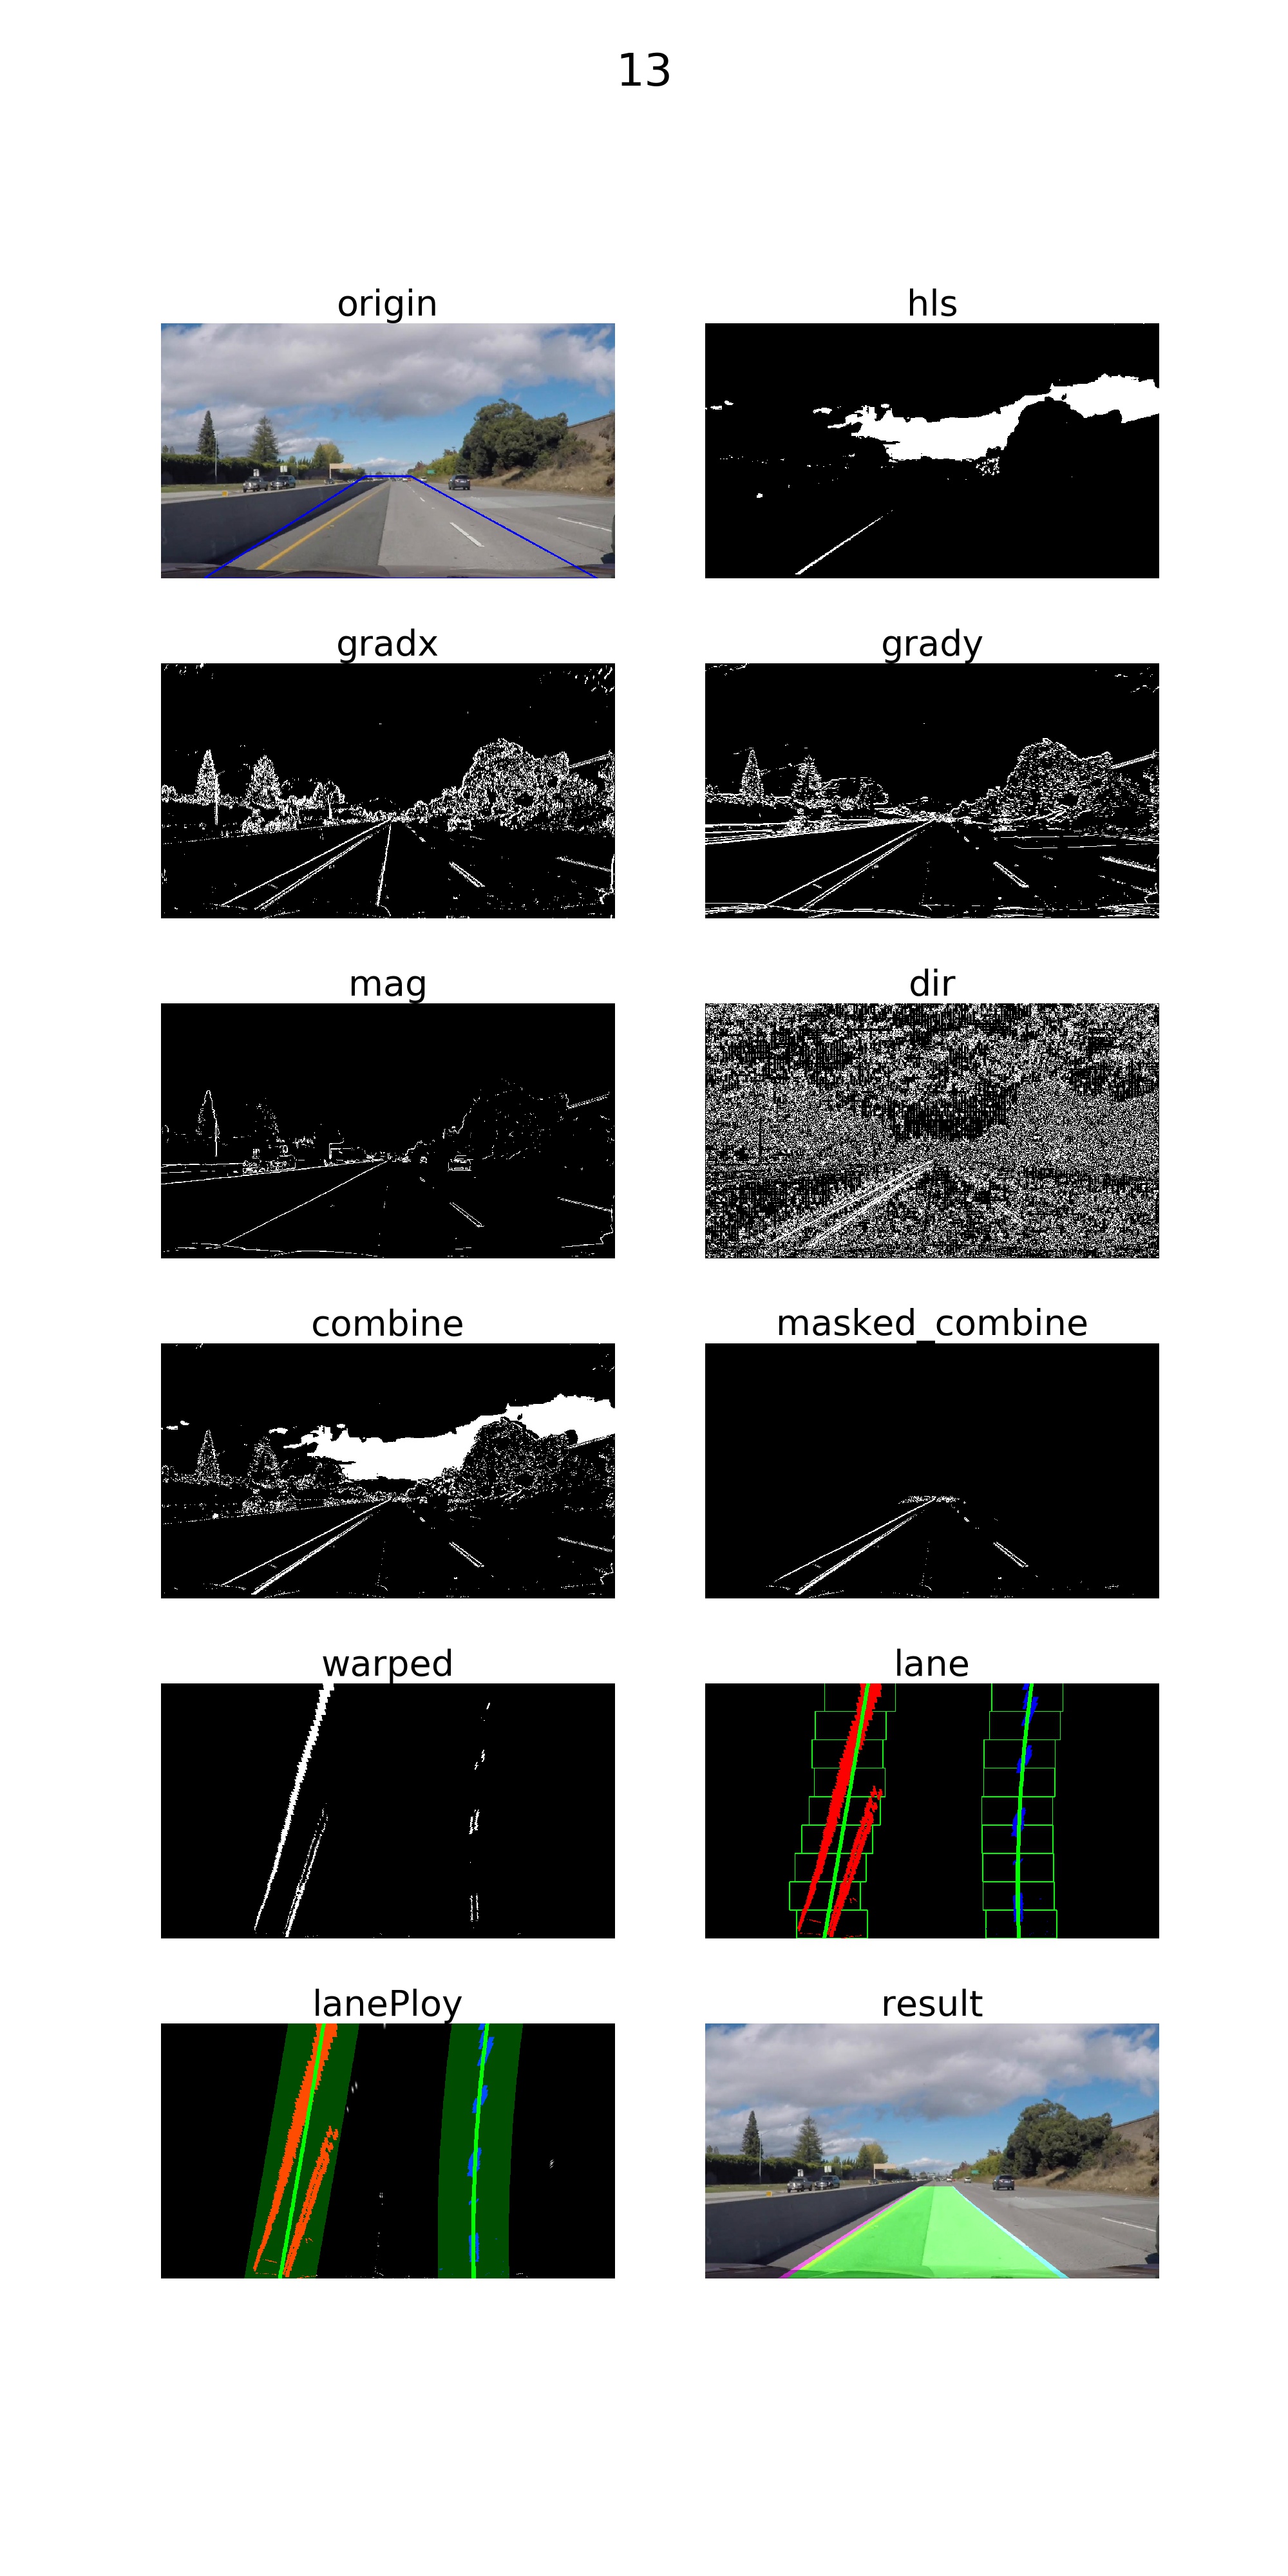 13
origin
hls
gradx
grady
mag
dir
combine
masked_combine
warped
lane
lanePloy
result